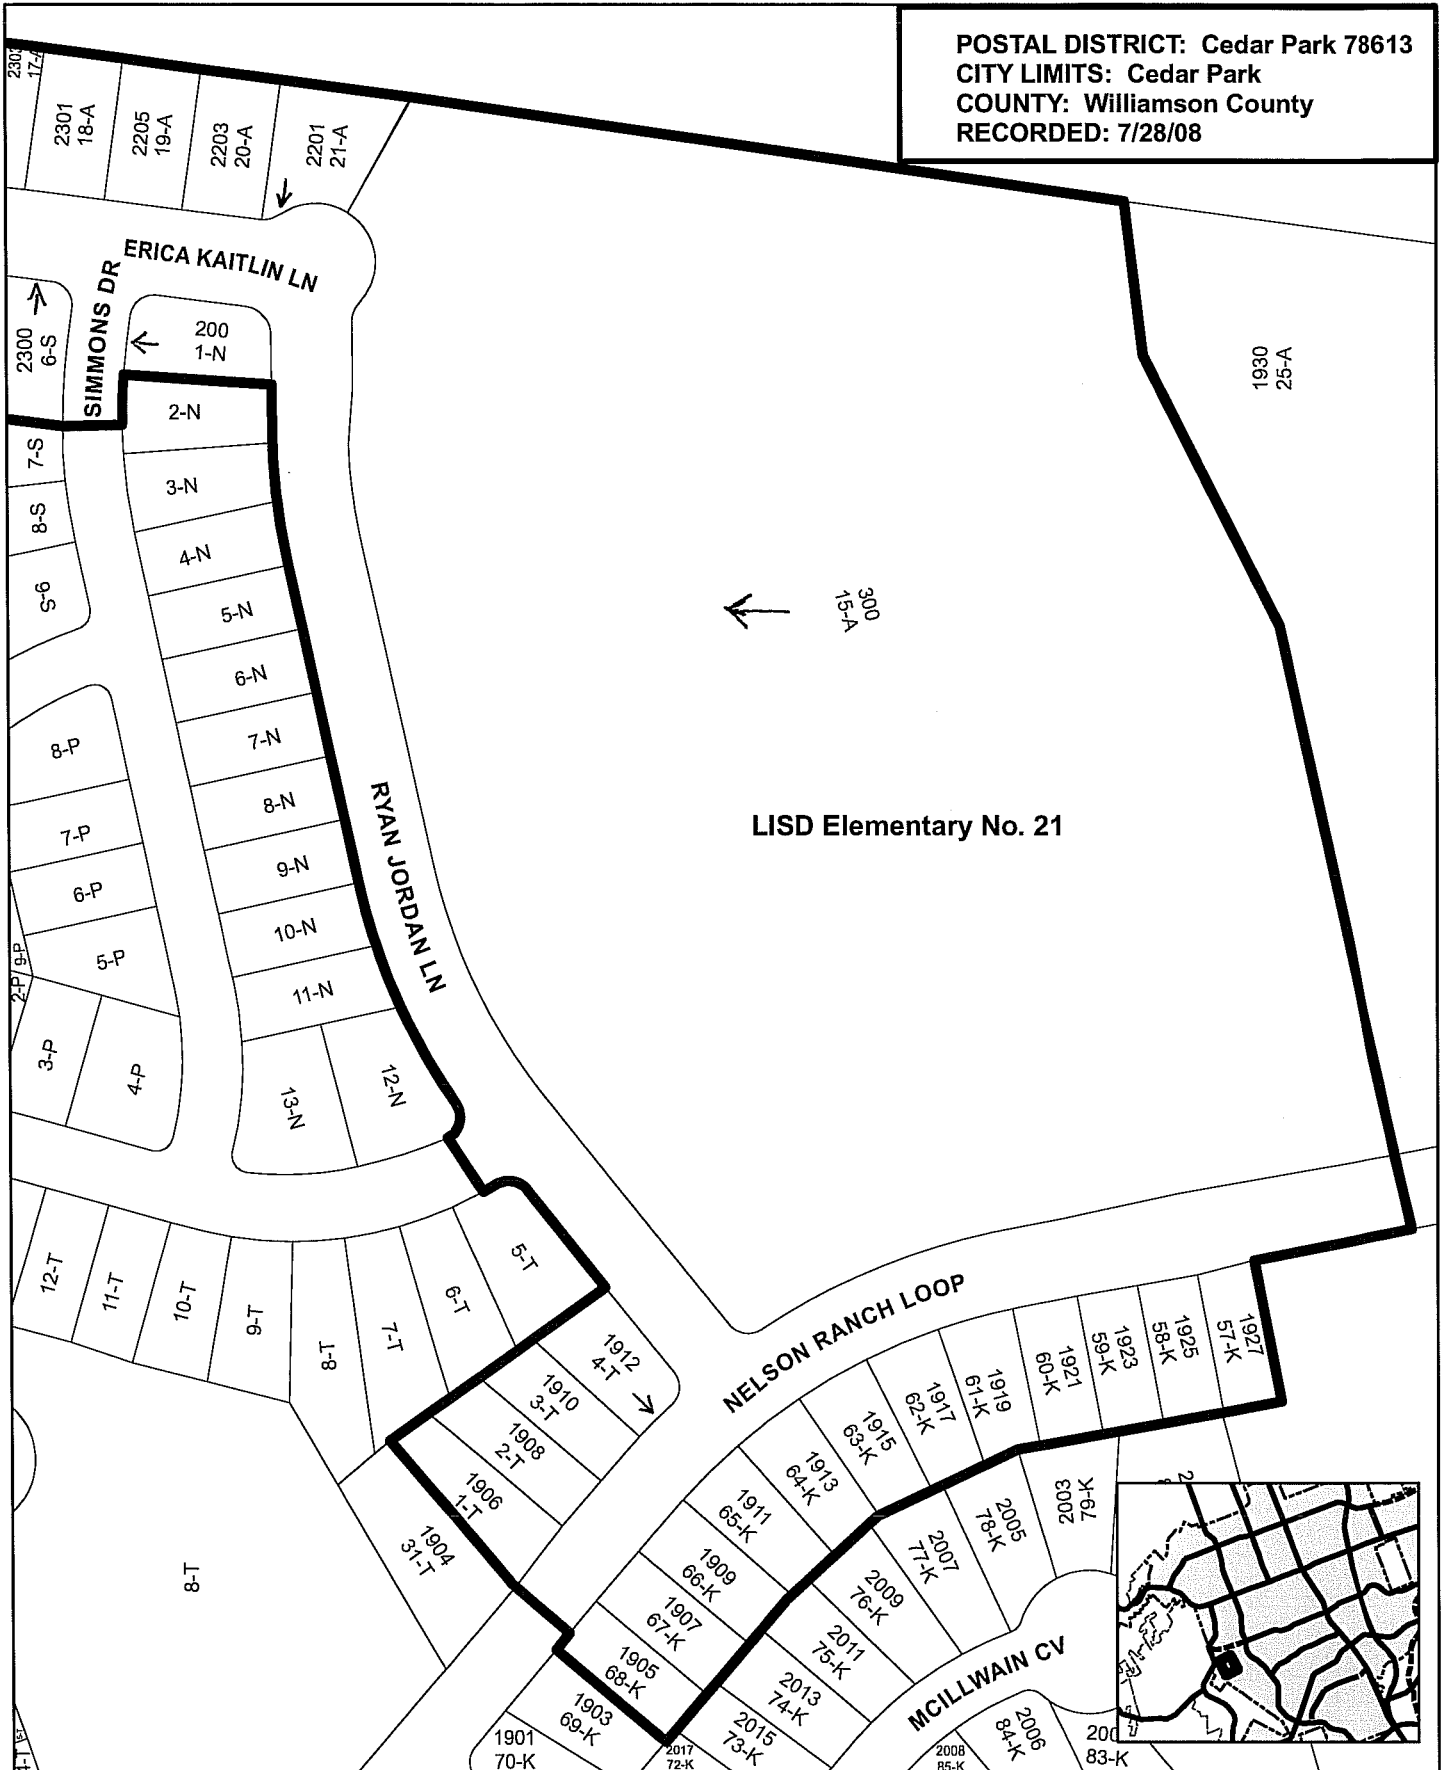 POSTAL DISTRICT: Cedar Park 78613
CITY LIMITS: Cedar Park
COUNTY: Williamson County
RECORDED: 7/28/08
2303
17-A
2301
18-A
2205
19-A
2203
20-A
2201
21-A
ERICA KAITLIN LN
SIMMONS DR
2300
6-S
200
1-N
1930
25-A
2-N
7-S
3-N
8-S
4-N
9-S
5-N
300
15-A
6-N
7-N
8-P
8-N
RYAN JORDAN LN
LISD Elementary No. 21
7-P
9-N
6-P
10-N
9-P
5-P
2-P
11-N
3-P
4-P
12-N
13-N
5-T
12-T
11-T
10-T
9-T
8-T
7-T
6-T
1912
4-T
NELSON RANCH LOOP
1927
57-K
1925
58-K
1923
59-K
1921
60-K
1919
61-K
1917
62-K
1915
63-K
1913
64-K
1911
65-K
1909
66-K
1907
67-K
1905
68-K
1910
3-T
1908
2-T
1906
1-T
1904
31-T
8-T
2003
79-K
2005
78-K
2007
77-K
2009
76-K
2011
75-K
2013
74-K
2015
73-K
MCILLWAIN CV
1903
69-K
1901
70-K
2017
72-K
2008
85-K
2006
84-K
200
83-K